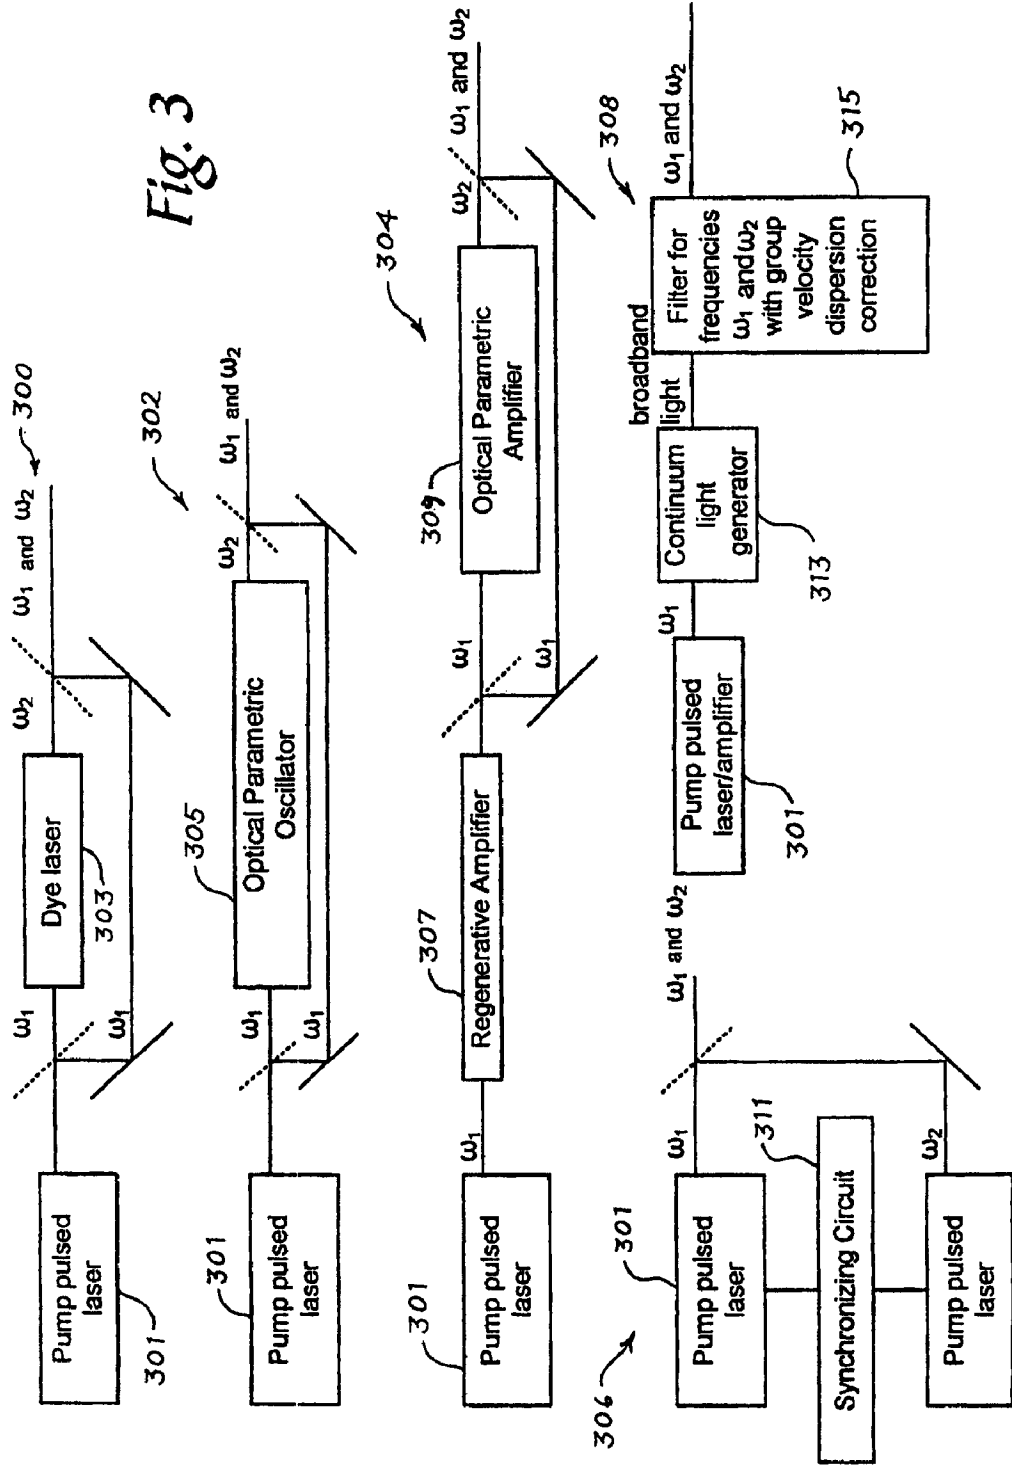 Fig. 3
300
Pump pulsed
laser
301
ω1
ω1
Dye laser
303
ω2
ω1 and ω2
302
Pump pulsed
laser
301
ω1
ω1
Optical Parametric
Oscillator
305
ω2
ω1 and ω2
304
Pump pulsed
laser
301
ω1
Regenerative Amplifier
307
ω1
ω1
Optical Parametric
Amplifier
309
ω2
ω1 and ω2
306
Pump pulsed
laser
301
ω1
Synchronizing Circuit
311
Pump pulsed
laser
ω2
ω1 and ω2
308
Pump pulsed
laser/amplifier
301
ω1
Continuum
light
generator
313
broadband
light
Filter for
frequencies
ω1 and ω2
with group
velocity
dispersion
correction
315
ω1 and ω2